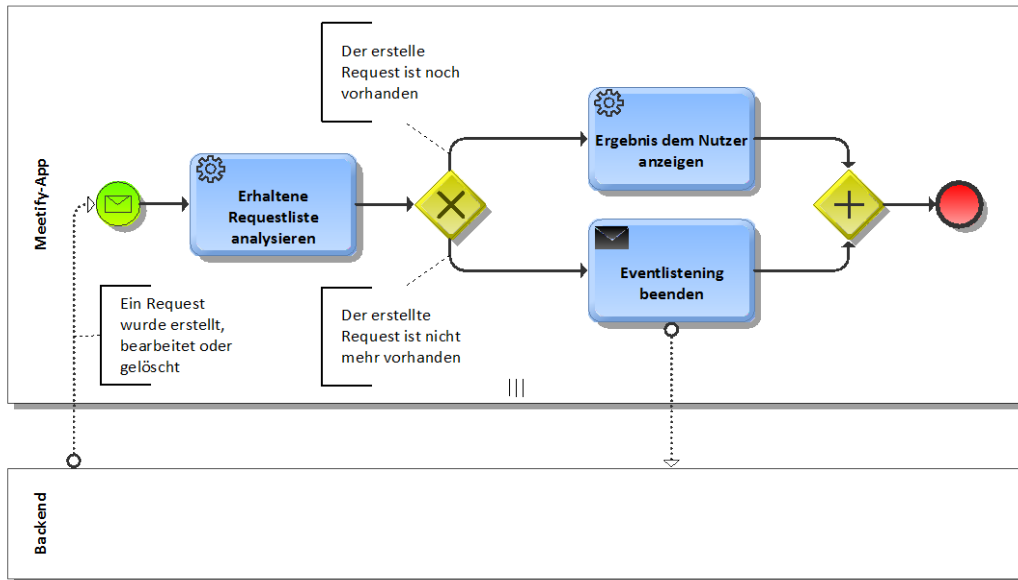 Meetify-App
Der erstelle
Request ist noch
vorhanden
Ergebnis dem Nutzer
anzeigen
Erhaltene
Requestliste
analysieren
Eventlistening
beenden
Ein Request
wurde erstellt,
bearbeitet oder
gelöscht
Der erstellte
Request ist nicht
mehr vorhanden
Backend